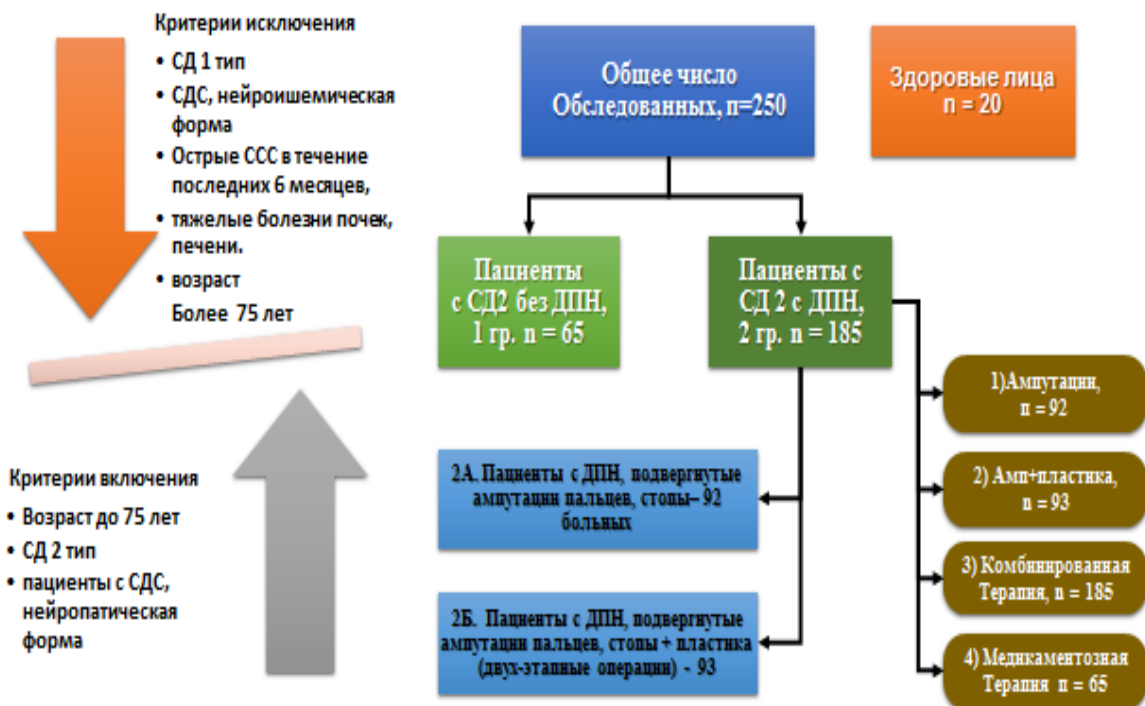 Критерии исключения
• СД 1 тип
• СДС, нейроишемическая
форма
• Острые ССС в течение
последних 6 месяцев,
• тяжелые болезни почек,
печени.
• возраст
Более 75 лет
Критерии включения
• Возраст до 75 лет
• СД 2 тип
• пациенты с СДС,
нейропатическая
форма
Общее число
Обследованных, n=250
Здоровые лица
n = 20
Пациенты
с СД2 без ДПН,
1 гр. n = 65
Пациенты с
СД 2 с ДПН,
2 гр. n = 185
2А. Пациенты с ДПН, подвергнутые
ампутации пальцев, стопы– 92
больных
2Б. Пациенты с ДПН, подвергнутые
ампутации пальцев, стопы + пластика
(двух-этапные операции) - 93
1)Ампутации,
n = 92
2) Амп+пластика,
n = 93
3) Комбинированная
Терапия, n = 185
4) Медикаментозная
Терапия n = 65